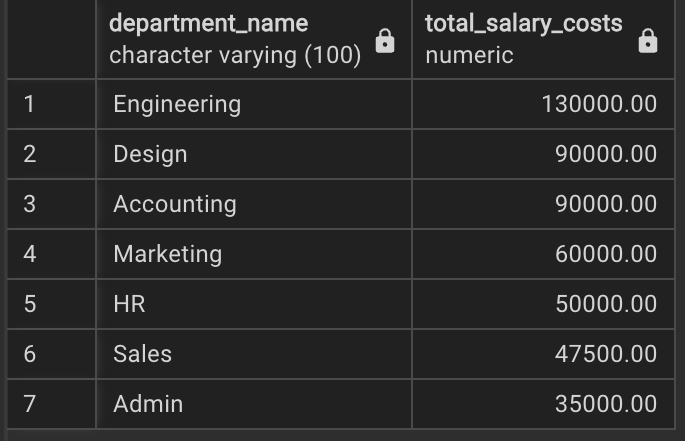 department_name total_salary_costs
character varying (100) numeric
1 Engineering 130000.00
2 Design 90000.00
3 Accounting 90000.00
4 Marketing 60000.00
5 HR 50000.00
6 Sales 47500.00
7 Admin 35000.00